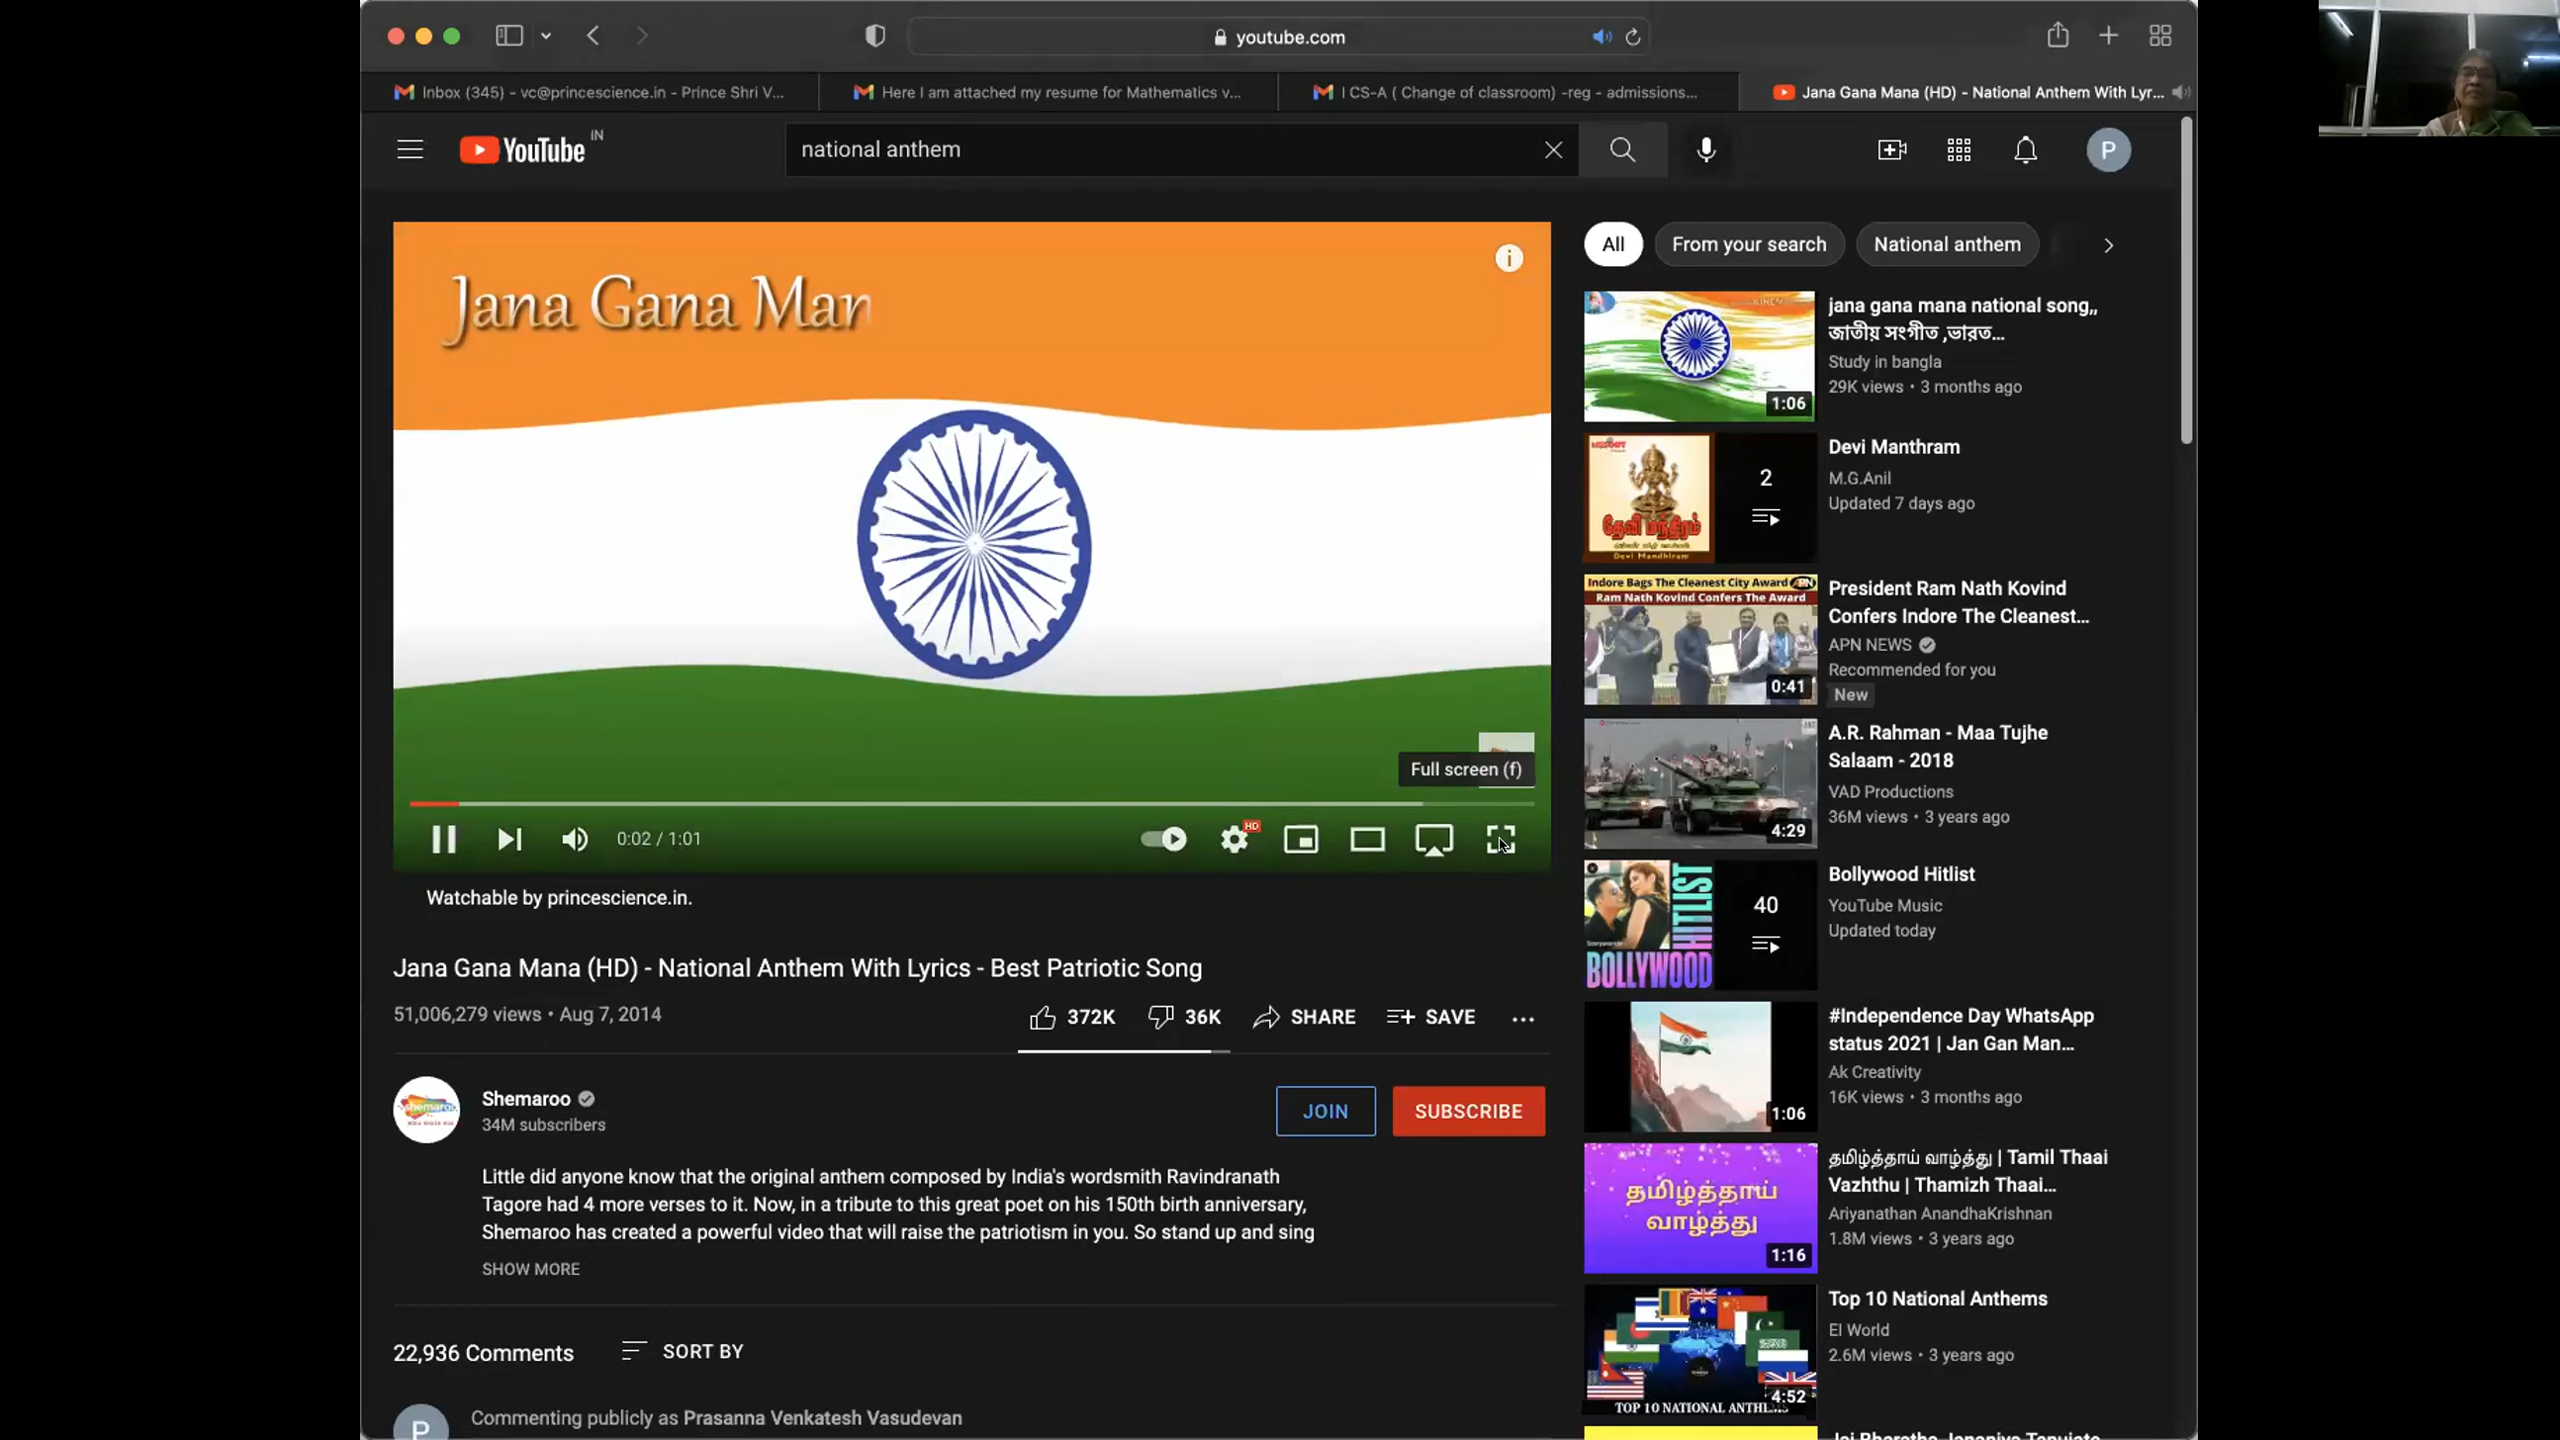 youtube.com
Inbox (345) - vc@princescience.in - Prince Shri V...
Here I am attached my resume for Mathematics v...
I CS-A ( Change of classroom) -reg - admissions...
Jana Gana Mana (HD) - National Anthem With Lyr...
YouTube IN
national anthem
P
Jana Gana Man
Full screen (f)
0:02 / 1:01
HD
Watchable by princescience.in.
Jana Gana Mana (HD) - National Anthem With Lyrics - Best Patriotic Song
51,006,279 views • Aug 7, 2014
372K
36K
SHARE
SAVE
shemaroo
Shemaroo
34M subscribers
JOIN
SUBSCRIBE
Little did anyone know that the original anthem composed by India's wordsmith Ravindranath
Tagore had 4 more verses to it. Now, in a tribute to this great poet on his 150th birth anniversary,
Shemaroo has created a powerful video that will raise the patriotism in you. So stand up and sing
SHOW MORE
22,936 Comments
SORT BY
P
Commenting publicly as Prasanna Venkatesh Vasudevan
All
From your search
National anthem
1:06
jana gana mana national song,,
জাতীয় সংগীত ,ভারত...
Study in bangla
29K views • 3 months ago
தேவி மந்திரம்
Devi Mandhiram
2
Devi Manthram
M.G.Anil
Updated 7 days ago
Indore Bags The Cleanest City Award
APN
Ram Nath Kovind Confers The Award
0:41
President Ram Nath Kovind
Confers Indore The Cleanest...
APN NEWS
Recommended for you
New
4:29
A.R. Rahman - Maa Tujhe
Salaam - 2018
VAD Productions
36M views • 3 years ago
HITLIST
BOLLYWOOD
40
Bollywood Hitlist
YouTube Music
Updated today
1:06
#Independence Day WhatsApp
status 2021 | Jan Gan Man...
Ak Creativity
16K views • 3 months ago
தமிழ்த்தாய்
வாழ்த்து
1:16
தமிழ்த்தாய் வாழ்த்து | Tamil Thaai
Vazhthu | Thamizh Thaai...
Ariyanathan AnandhaKrishnan
1.8M views • 3 years ago
TOP 10 NATIONAL ANTHEMS
4:52
Top 10 National Anthems
El World
2.6M views • 3 years ago